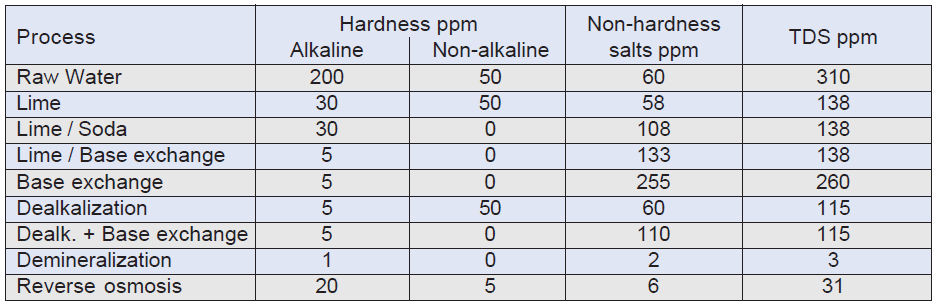 Process Hardness ppm Non-hardness salts ppm TDS ppm
Alkaline Non-alkaline
Raw Water 200 50 60 310
Lime 30 50 58 138
Lime / Soda 30 0 108 138
Lime / Base exchange 5 0 133 138
Base exchange 5 0 255 260
Dealkalization 5 50 60 115
Dealk. + Base exchange 5 0 110 115
Demineralization 1 0 2 3
Reverse osmosis 20 5 6 31